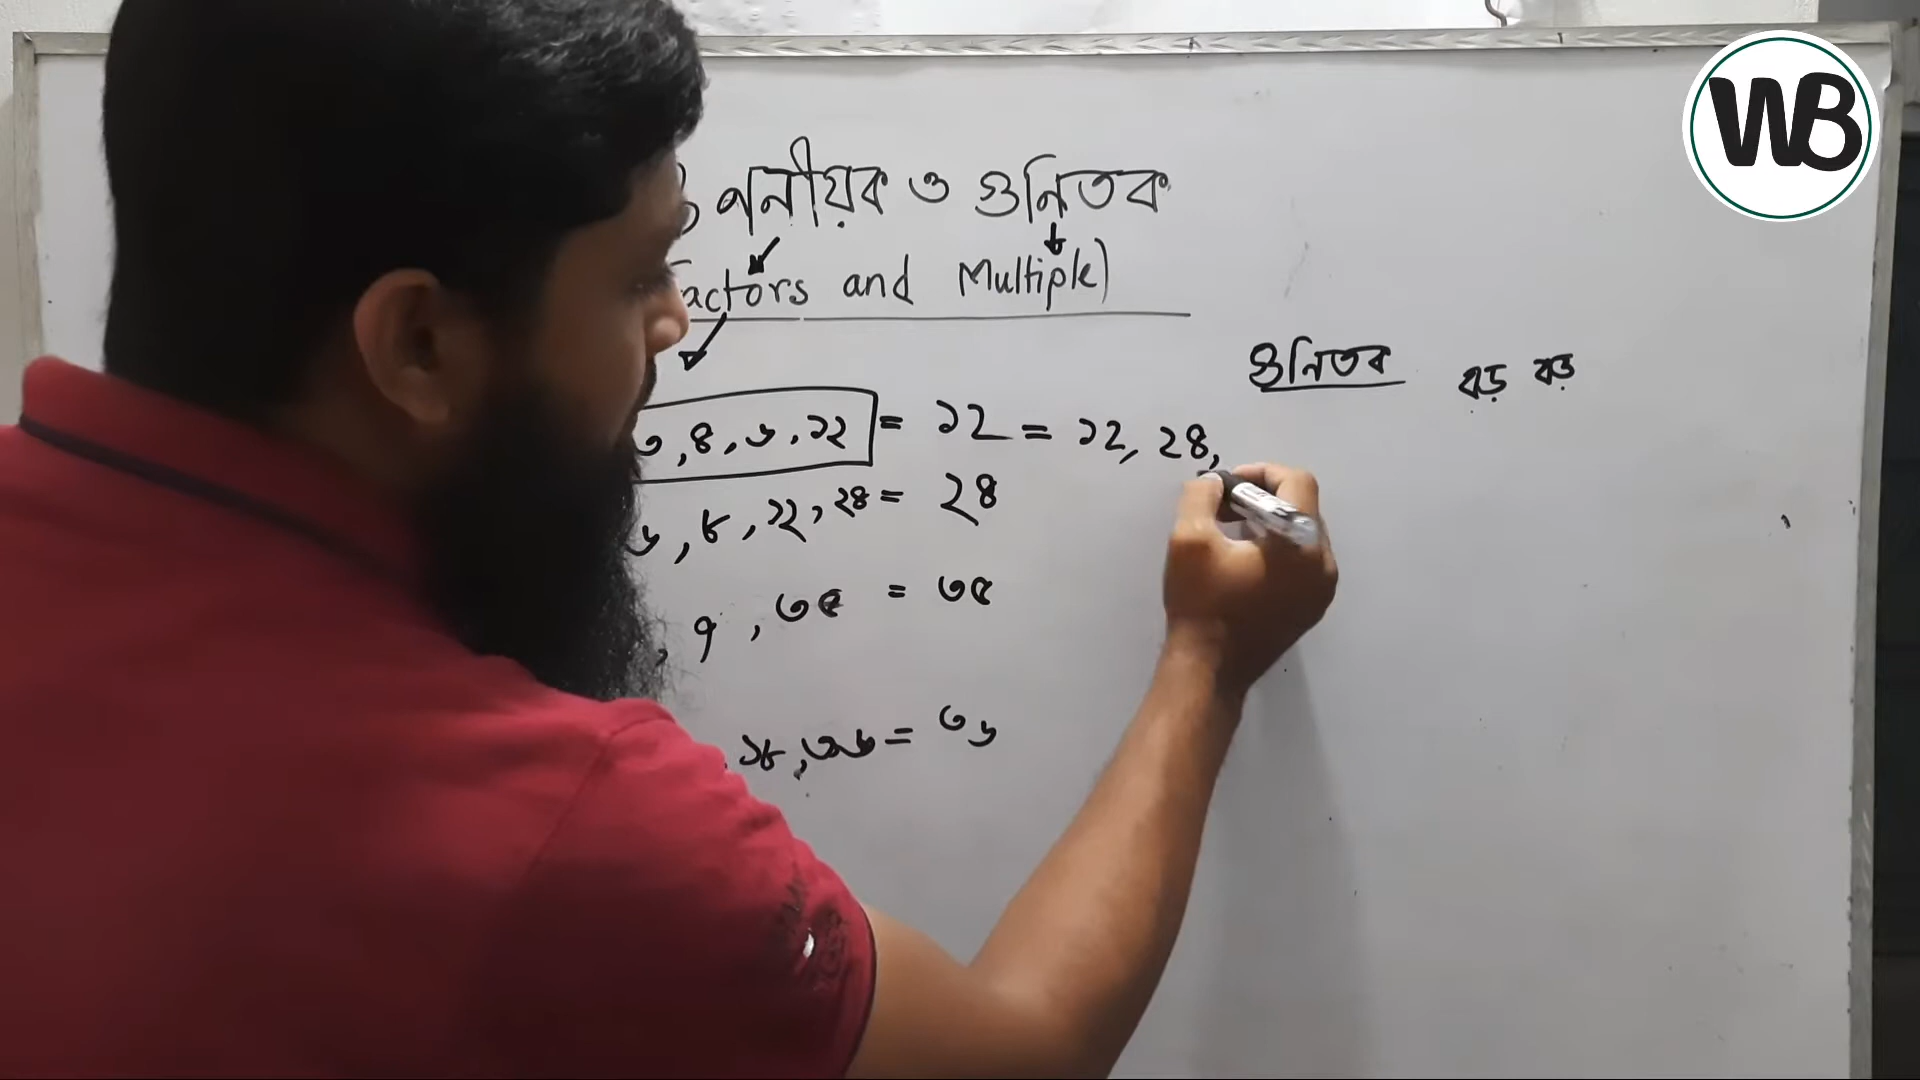 গুননীয়ক ও গুনিতক
Factors and Multiple)
গুনিতক বড় বড়
৩,৪,৬,১২ = ১২ = ১২, ২৪,
৬,৮,১২,২৪ = ২৪
, ৭, ৩৫ = ৩৫
১৮,৩৬ = ৩৬
WB